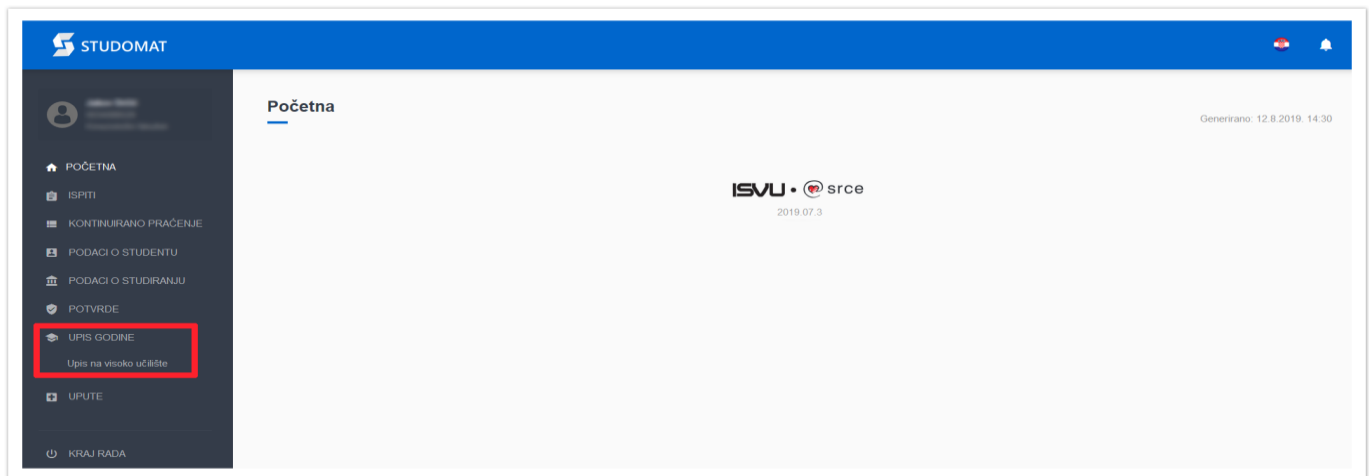 STUDOMAT
Početna
Generirano: 12.8.2019. 14:30
POČETNA
ISPITI
KONTINUIRANO PRAĆENJE
PODACI O STUDENTU
PODACI O STUDIRANJU
POTVRDE
UPIS GODINE
Upis na visoko učilište
UPUTE
KRAJ RADA
ISVU • srce
2019.07.3